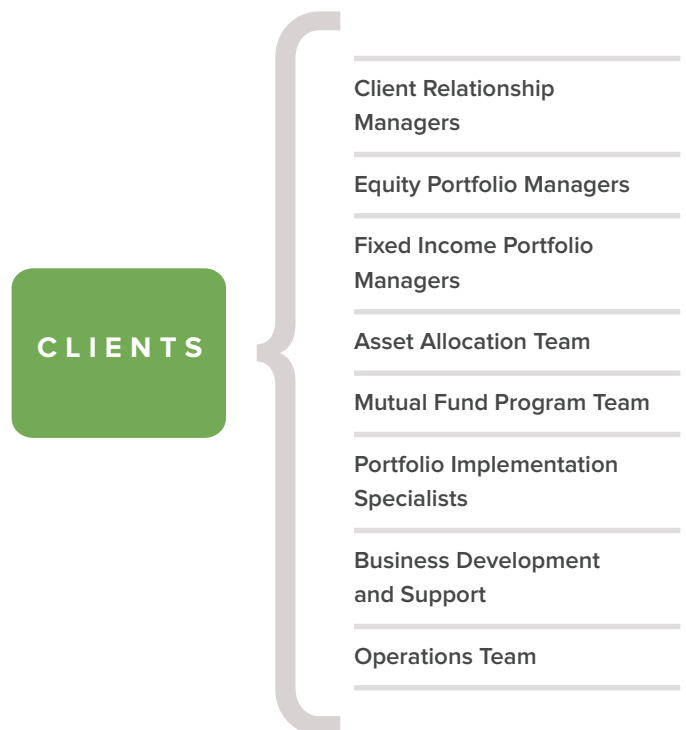 CLIENTS
Client Relationship
Managers
Equity Portfolio Managers
Fixed Income Portfolio
Managers
Asset Allocation Team
Mutual Fund Program Team
Portfolio Implementation
Specialists
Business Development
and Support
Operations Team